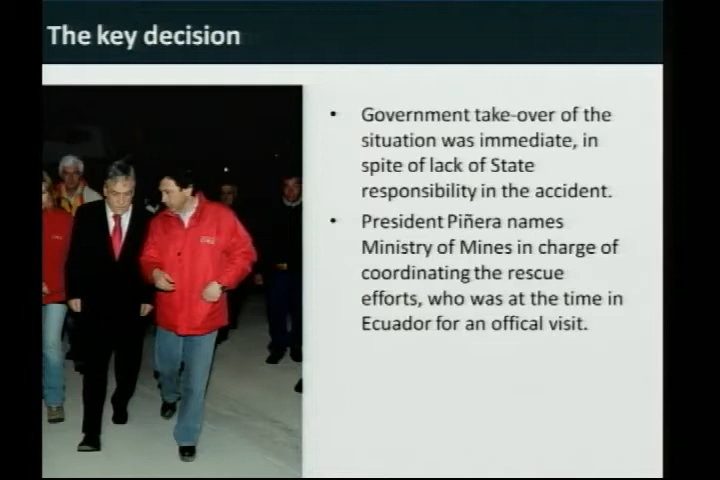 The key decision
• Government take-over of the
situation was immediate, in
spite of lack of State
responsibility in the accident.
• President Piñera names
Ministry of Mines in charge of
coordinating the rescue
efforts, who was at the time in
Ecuador for an offical visit.